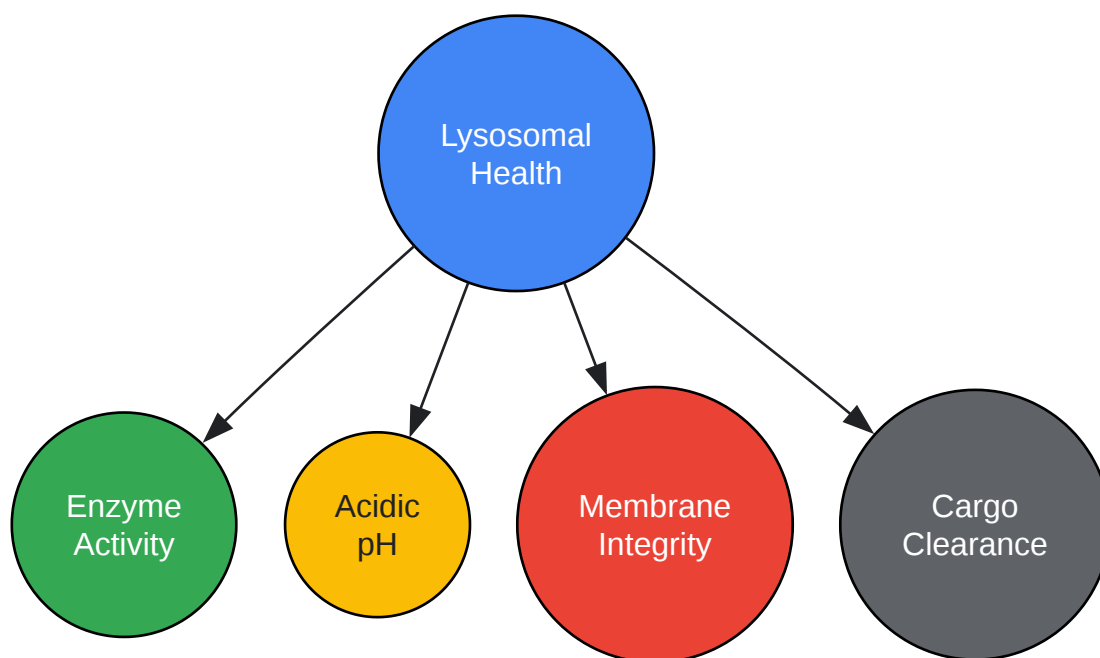 Lysosomal
Health
Enzyme
Activity
Acidic
pH
Membrane
Integrity
Cargo
Clearance